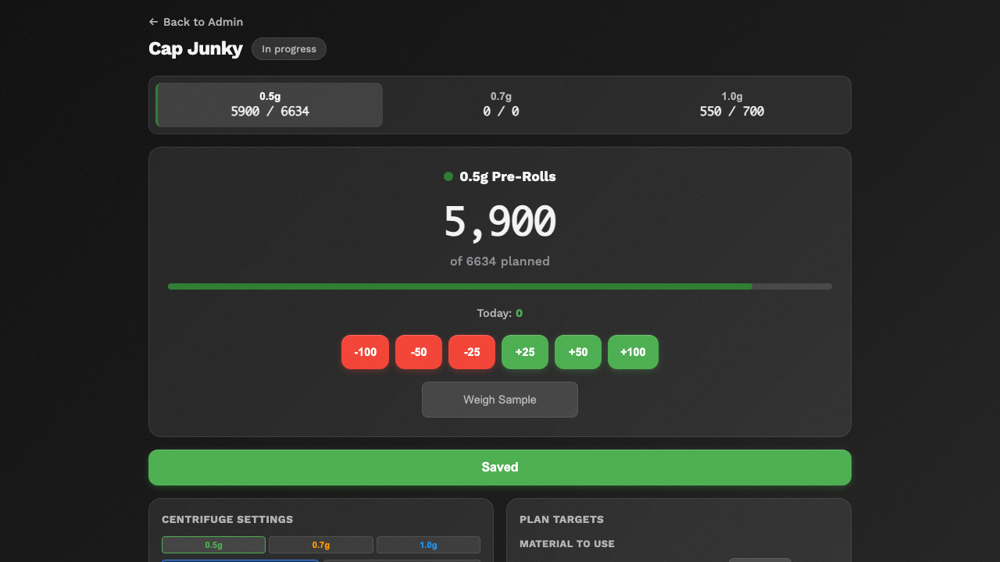 ← Back to Admin
Cap Junky In progress
0.5g 0.7g 1.0g
5900 / 6634 0 / 0 550 / 700
0.5g Pre-Rolls
5,900
of 6634 planned
Today: 0
-100 -50 -25 +25 +50 +100
Weigh Sample
Saved
CENTRIFUGE SETTINGS
0.5g 0.7g 1.0g
PLAN TARGETS
MATERIAL TO USE